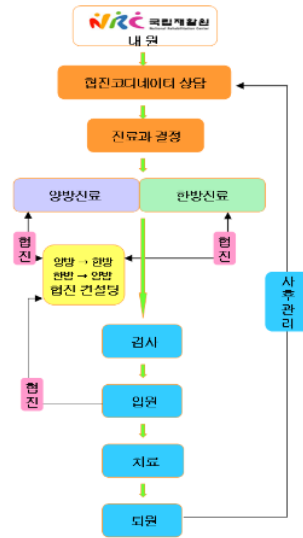 NRC 국립재활원
National Rehabilitation Center
내 원
협진코디네이터 상담
진료과 결정
양방진료
한방진료
협진
협진
양방 → 한방
한방 → 양방
협진 컨설팅
사후관리
검사
협진
입원
치료
퇴원